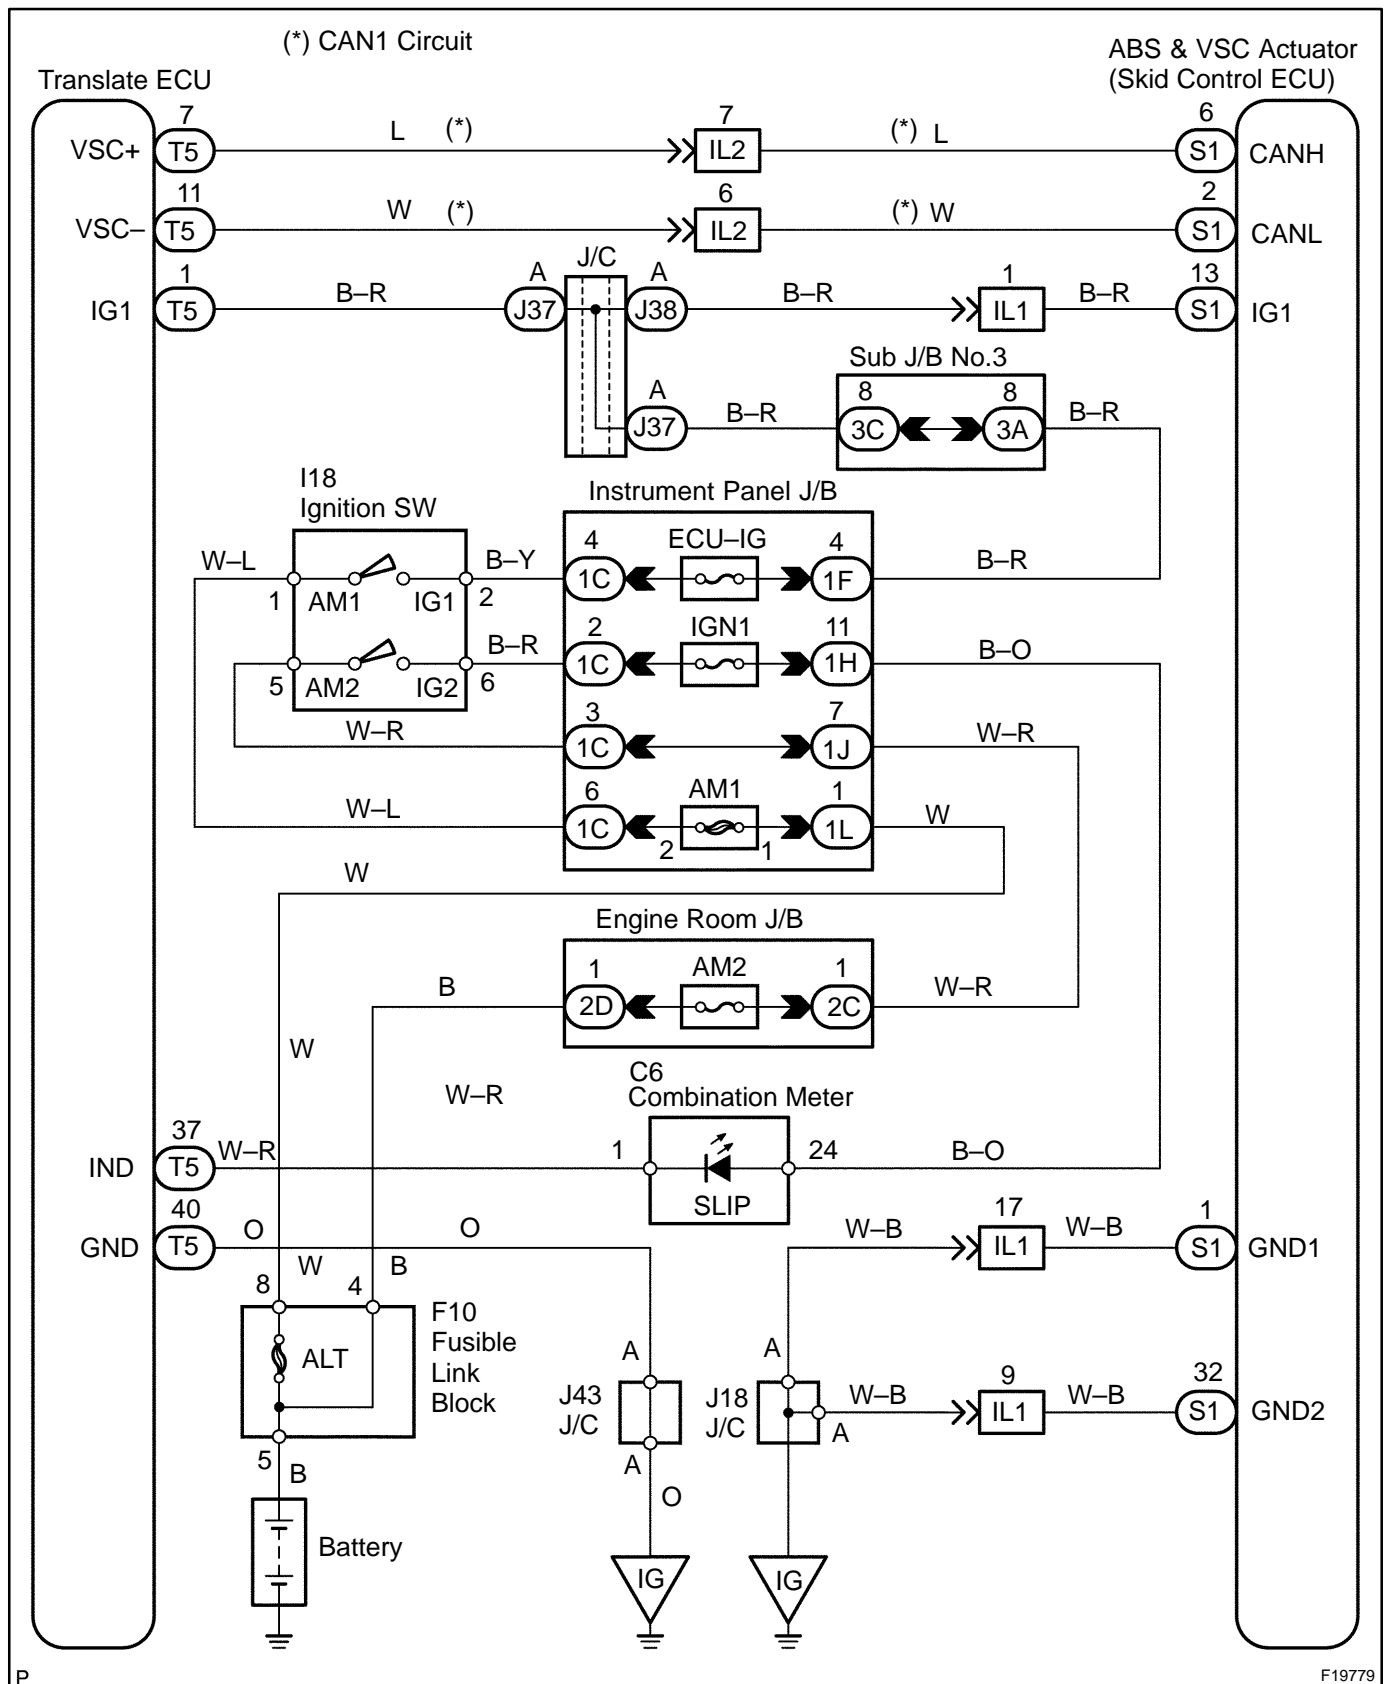 (*) CAN1 Circuit
ABS & VSC Actuator
(Skid Control ECU)
Translate ECU
7 7 6
L (*) (*) L
VSC+ T5 IL2 S1 CANH
11 6 2
W (*) (*) W
VSC– T5 IL2 S1 CANL
J/C
1 A A 1 13
B–R B–R B–R
IG1 T5 J37 J38 IL1 S1 IG1
Sub J/B No.3
A 8 8
B–R B–R
J37 3C 3A
I18
Ignition SW
Instrument Panel J/B
4 ECU–IG 4
W–L B–Y B–R
1 AM1 IG1 2 1C 1F
2 IGN1 11
B–R B–O
5 AM2 IG2 6 1C 1H
3 7
W–R W–R
1C 1J
6 AM1 1
W–L W
1C 2 1 1L
W
Engine Room J/B
1 AM2 1
B W–R
2D 2C
W
C6
Combination Meter
W–R
37
W–R 1 24 B–O
IND T5
SLIP
40 17 1
O O W–B W–B
GND T5 IL1 S1 GND1
W B
8 4
F10
Fusible
Link
Block
ALT
A A
9 32
W–B W–B
J43
J/C
J18
J/C
IL1 S1 GND2
A A
5 B
O
Battery
IG IG
P
F19779